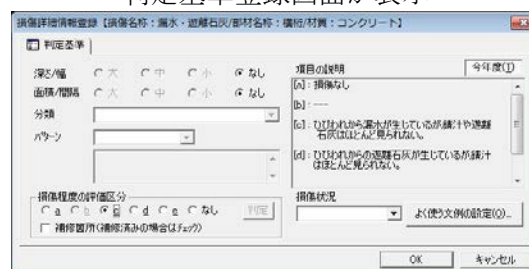 判定基準登録画面が表示
損傷詳細情報登録【損傷名称：漏水・遊離石灰/部材名称：横桁/材質：コンクリート】
判定基準
深さ/幅 大 中 小 なし
面積/間隔 大 中 小 なし
分類
パターン
項目の説明 今年度(I)
[a]：損傷なし
[b]：---
[c]：ひびわれから漏水が生じているが錆汁や遊離
石灰はほとんど見られない。
[d]：ひびわれからの遊離石灰が生じているが錆汁
はほとんど見られない。
損傷程度の評価区分
a b c d e なし 判定
補修箇所(補修済みの場合はチェック)
損傷状況
よく使う文例の設定(O)...
OK キャンセル